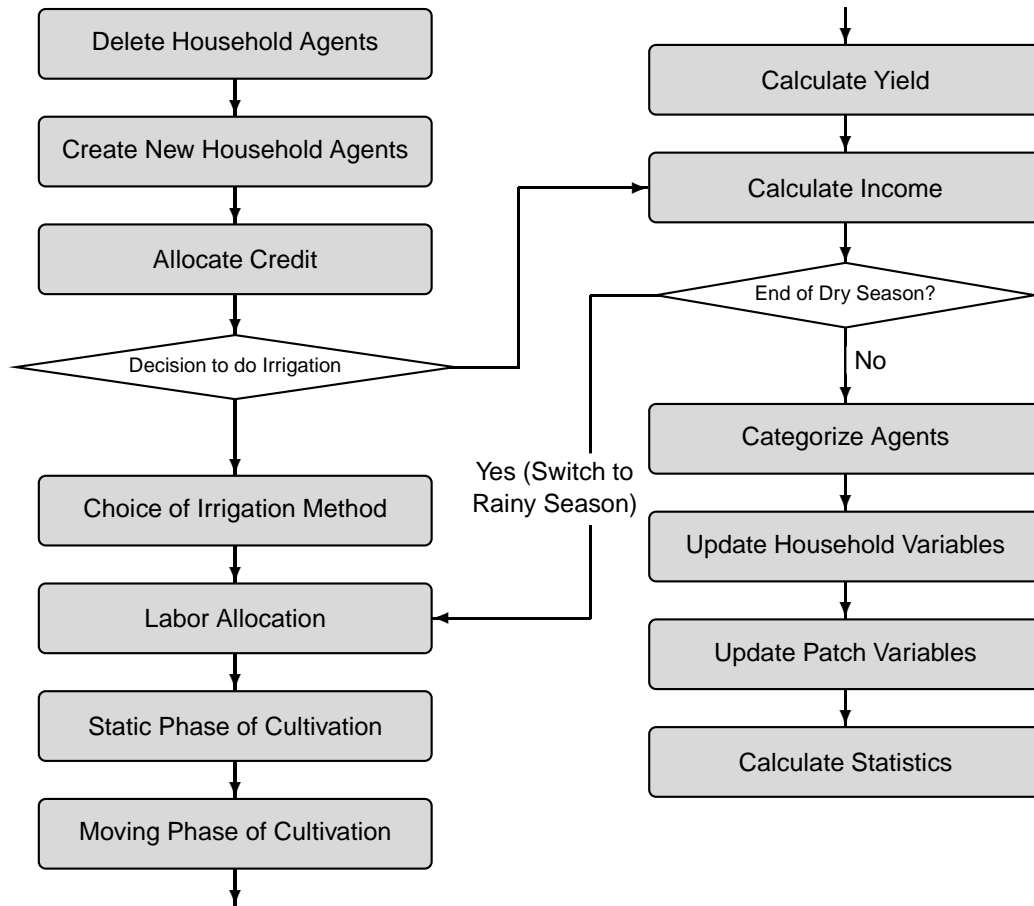 Delete Household Agents
Create New Household Agents
Allocate Credit
Decision to do Irrigation
Choice of Irrigation Method
Labor Allocation
Static Phase of Cultivation
Moving Phase of Cultivation
Calculate Yield
Calculate Income
End of Dry Season?
No
Yes (Switch to
Rainy Season)
Categorize Agents
Update Household Variables
Update Patch Variables
Calculate Statistics